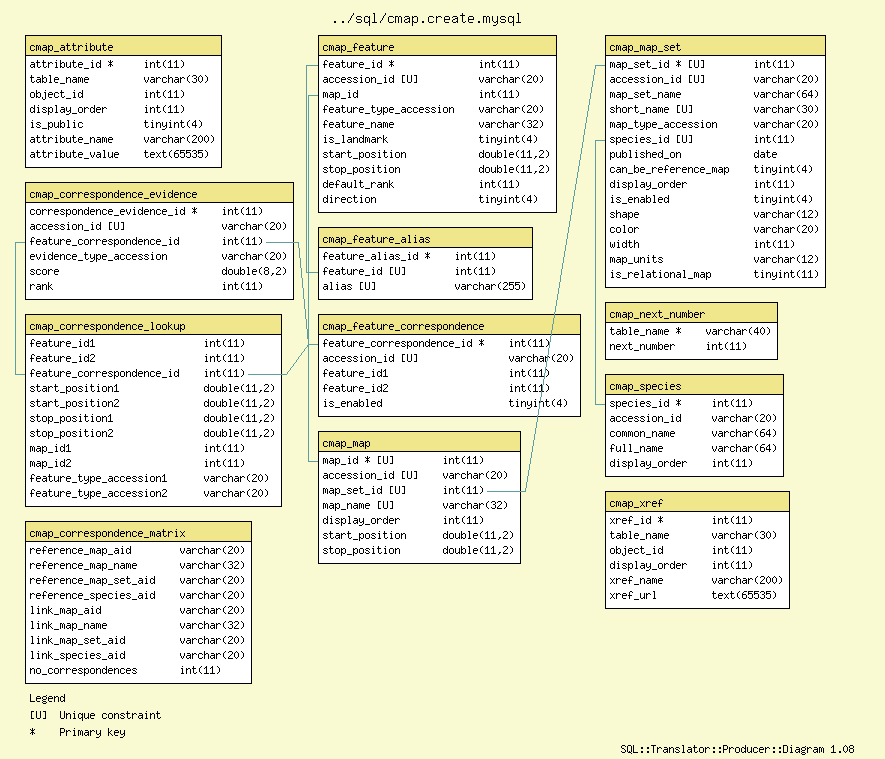 ../sql/cmap.create.mysql
cmap_attribute
attribute_id * int(11)
table_name varchar(30)
object_id int(11)
display_order int(11)
is_public tinyint(4)
attribute_name varchar(200)
attribute_value text(65535)
cmap_correspondence_evidence
correspondence_evidence_id * int(11)
accession_id [U] varchar(20)
feature_correspondence_id int(11)
evidence_type_accession varchar(20)
score double(8,2)
rank int(11)
cmap_correspondence_lookup
feature_id1 int(11)
feature_id2 int(11)
feature_correspondence_id int(11)
start_position1 double(11,2)
start_position2 double(11,2)
stop_position1 double(11,2)
stop_position2 double(11,2)
map_id1 int(11)
map_id2 int(11)
feature_type_accession1 varchar(20)
feature_type_accession2 varchar(20)
cmap_correspondence_matrix
reference_map_aid varchar(20)
reference_map_name varchar(32)
reference_map_set_aid varchar(20)
reference_species_aid varchar(20)
link_map_aid varchar(20)
link_map_name varchar(32)
link_map_set_aid varchar(20)
link_species_aid varchar(20)
no_correspondences int(11)
cmap_feature
feature_id * int(11)
accession_id [U] varchar(20)
map_id int(11)
feature_type_accession varchar(20)
feature_name varchar(32)
is_landmark tinyint(4)
start_position double(11,2)
stop_position double(11,2)
default_rank int(11)
direction tinyint(4)
cmap_feature_alias
feature_alias_id * int(11)
feature_id [U] int(11)
alias [U] varchar(255)
cmap_feature_correspondence
feature_correspondence_id * int(11)
accession_id [U] varchar(20)
feature_id1 int(11)
feature_id2 int(11)
is_enabled tinyint(4)
cmap_map
map_id * [U] int(11)
accession_id [U] varchar(20)
map_set_id [U] int(11)
map_name [U] varchar(32)
display_order int(11)
start_position double(11,2)
stop_position double(11,2)
cmap_map_set
map_set_id * [U] int(11)
accession_id [U] varchar(20)
map_set_name varchar(64)
short_name [U] varchar(30)
map_type_accession varchar(20)
species_id [U] int(11)
published_on date
can_be_reference_map tinyint(4)
display_order int(11)
is_enabled tinyint(4)
shape varchar(12)
color varchar(20)
width int(11)
map_units varchar(12)
is_relational_map tinyint(11)
cmap_next_number
table_name * varchar(40)
next_number int(11)
cmap_species
species_id * int(11)
accession_id varchar(20)
common_name varchar(64)
full_name varchar(64)
display_order int(11)
cmap_xref
xref_id * int(11)
table_name varchar(30)
object_id int(11)
display_order int(11)
xref_name varchar(200)
xref_url text(65535)
Legend
[U] Unique constraint
* Primary key
SQL::Translator::Producer::Diagram 1.08